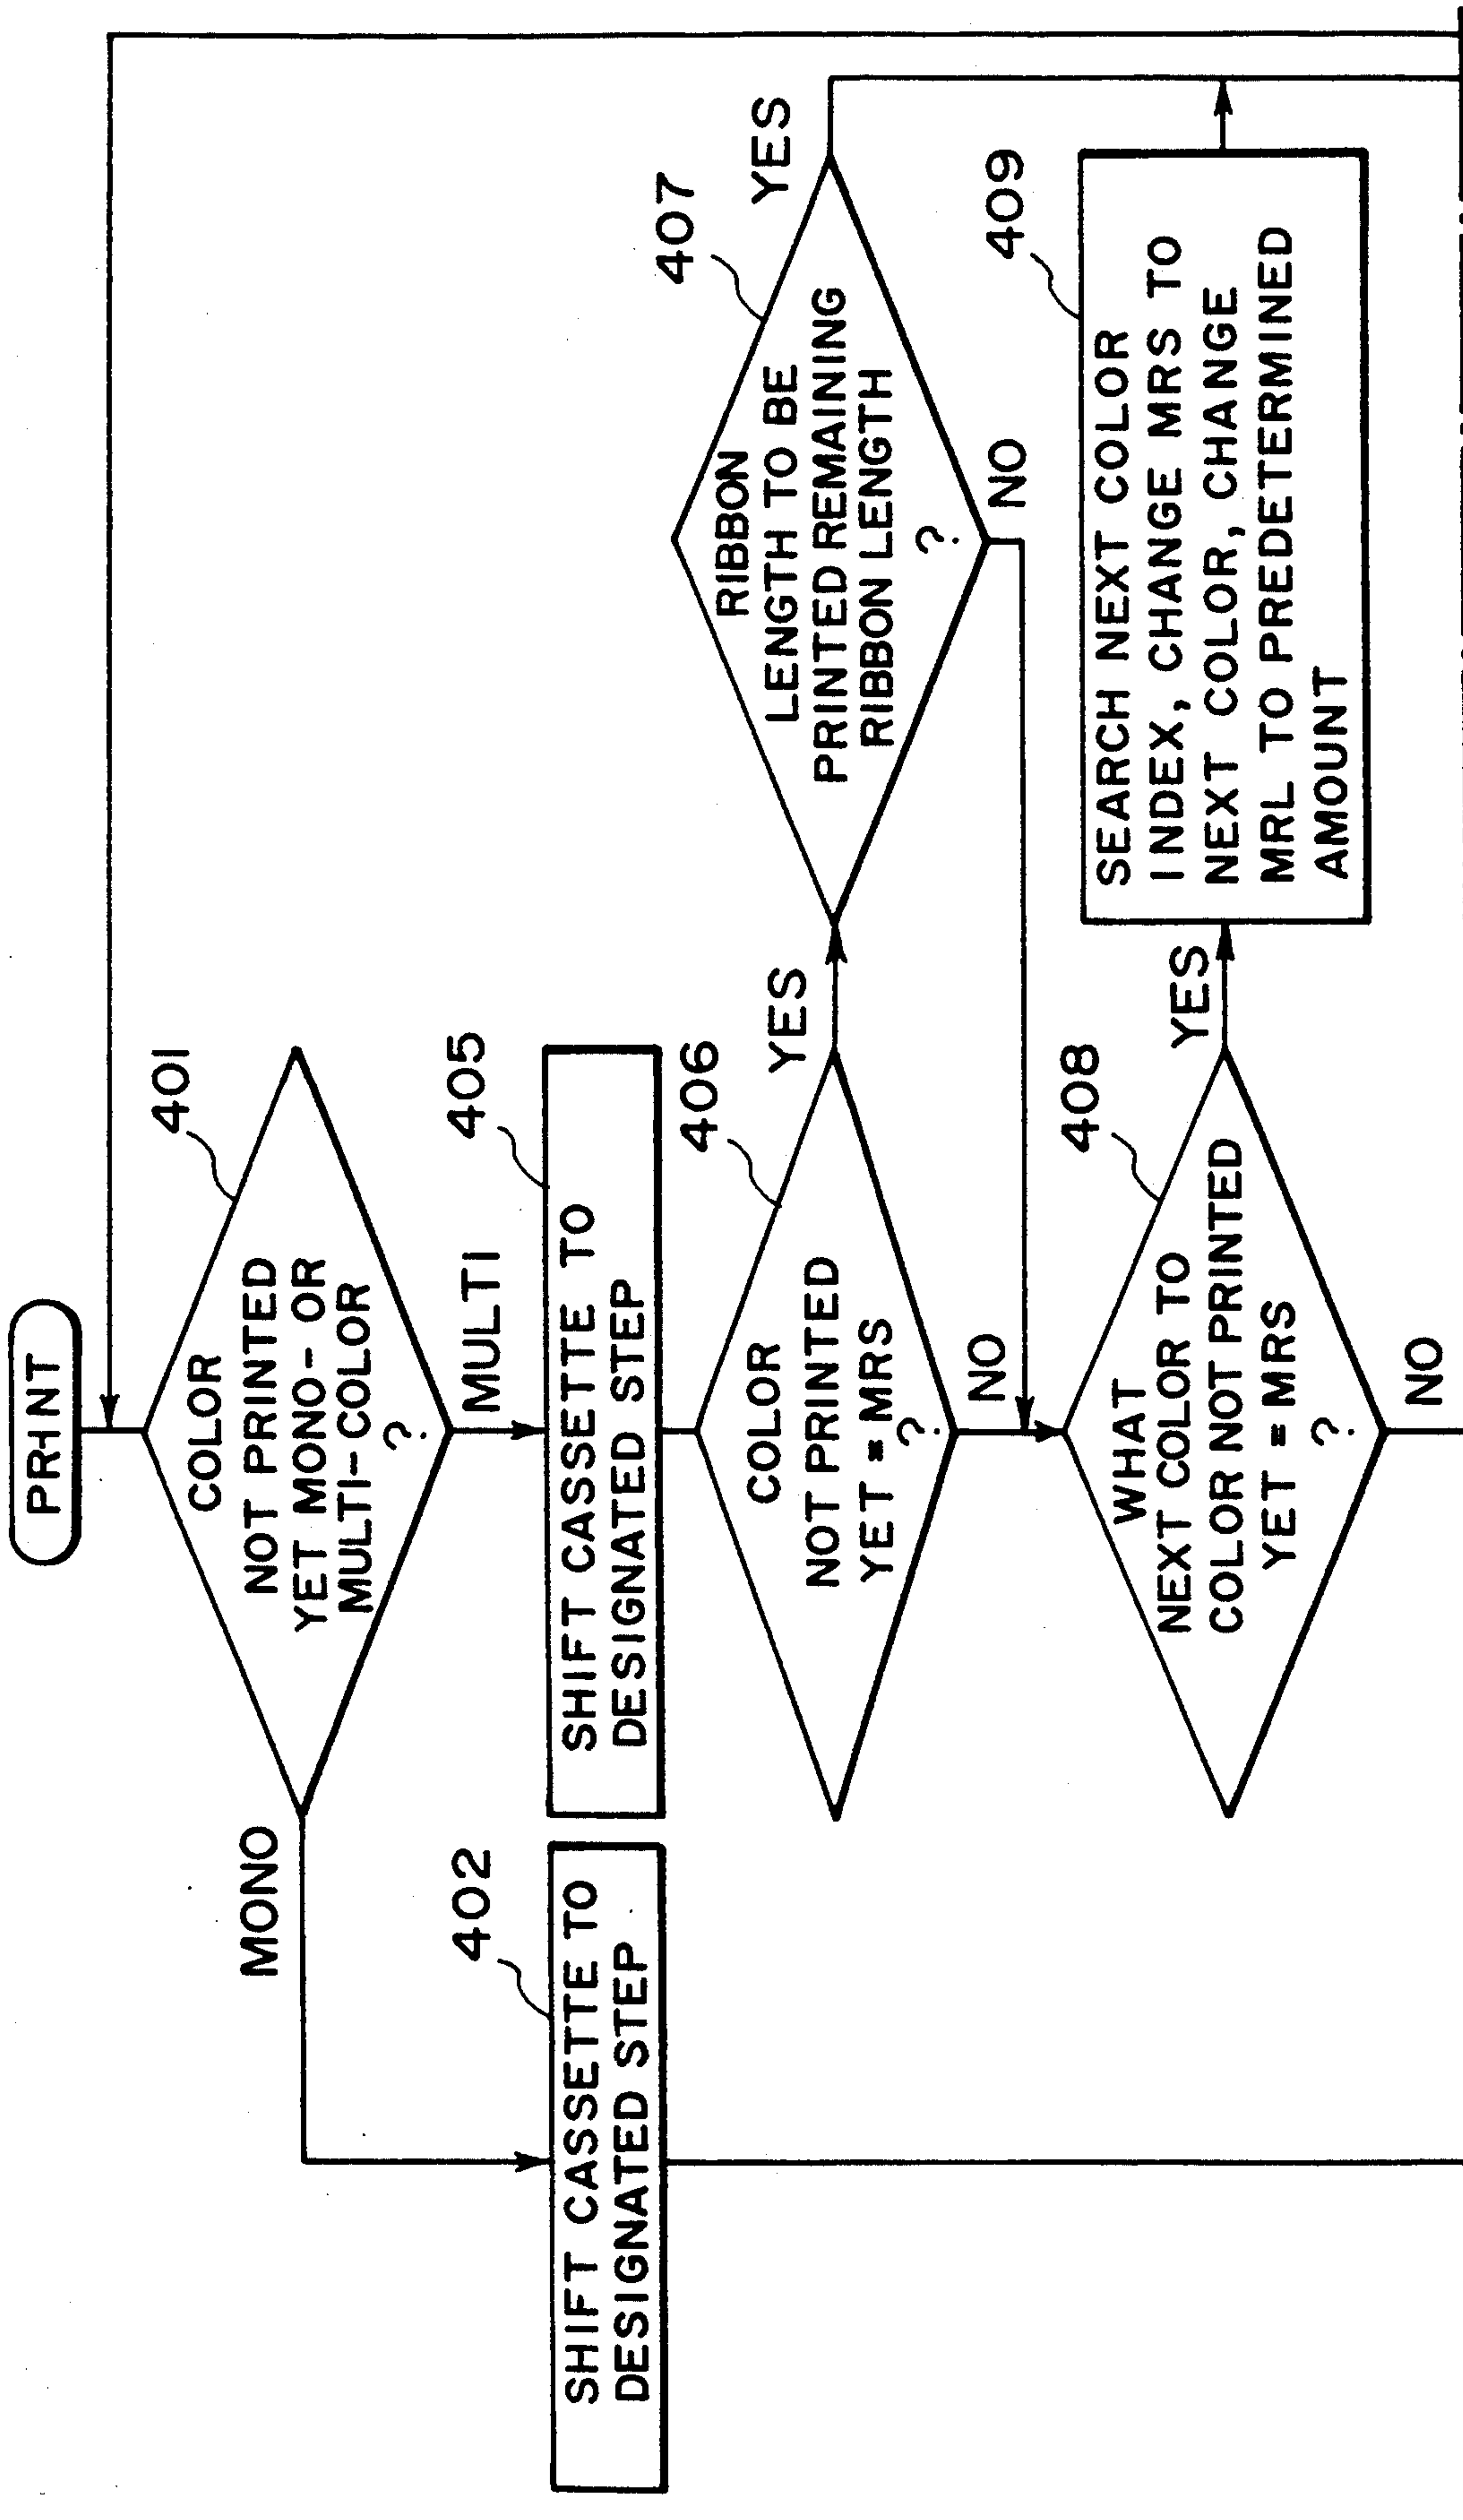 PRINT
401
COLOR
NOT PRINTED
YET MONO- OR
MULTI-COLOR
?
MONO
MULTI
402
SHIFT CASSETTE TO
DESIGNATED STEP
405
SHIFT CASSETTE TO
DESIGNATED STEP
406
COLOR
NOT PRINTED
YET = MRS
?
YES
NO
407
RIBBON
LENGTH TO BE
PRINTED REMAINING
RIBBON LENGTH
?
YES
NO
408
WHAT
NEXT COLOR TO
COLOR NOT PRINTED
YET = MRS
?
YES
NO
409
SEARCH NEXT COLOR
INDEX, CHANGE MRS TO
NEXT COLOR, CHANGE
MRL TO PREDETERMINED
AMOUNT